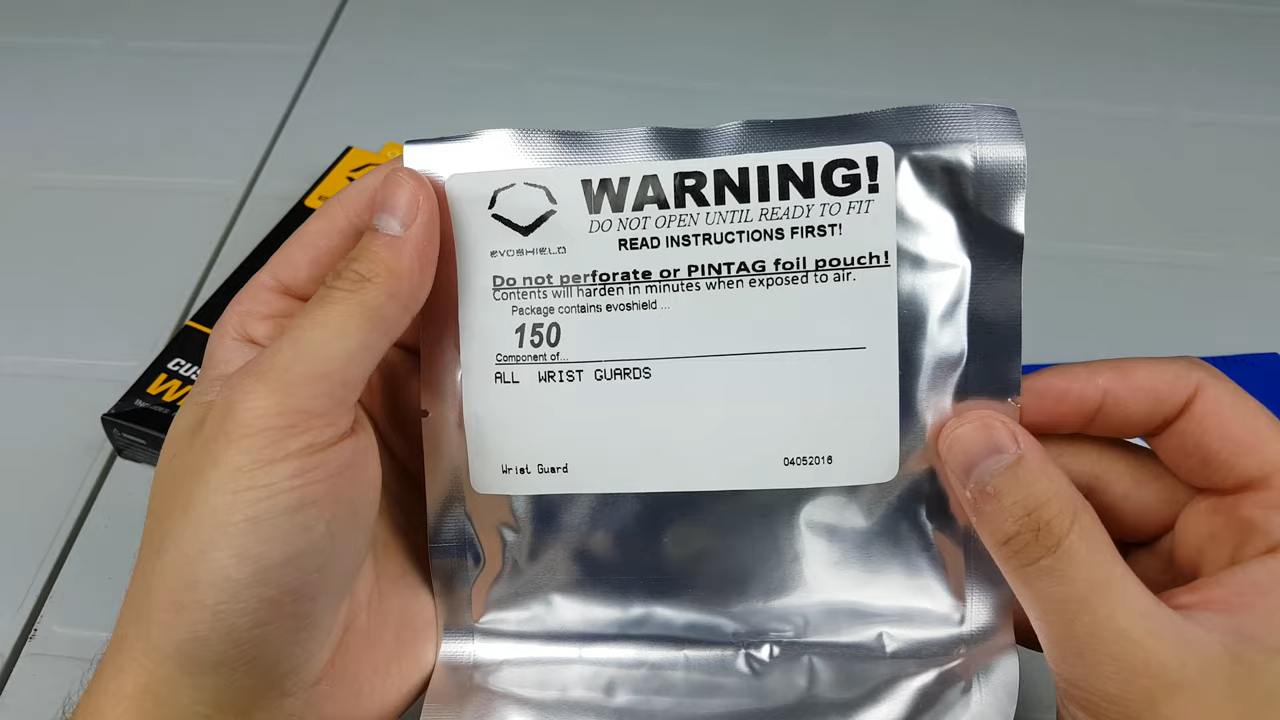 WARNING!
DO NOT OPEN UNTIL READY TO FIT
READ INSTRUCTIONS FIRST!
EVOSHIELD
Do not perforate or PINTAG foil pouch!
Contents will harden in minutes when exposed to air.
Package contains evoshield ...
150
Component of...
ALL WRIST GUARDS
Wrist Guard
04052016
CUS
W